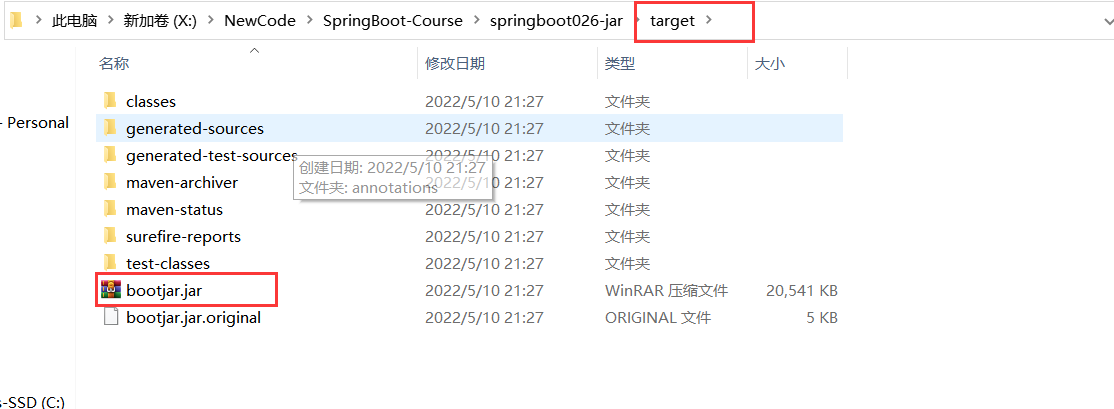 此电脑 > 新加卷 (X:) > NewCode > SpringBoot-Course > springboot026-jar > target >
名称 修改日期 类型 大小
classes 2022/5/10 21:27 文件夹
- Personal
generated-sources 2022/5/10 21:27 文件夹
generated-test-sources 2022/5/10 21:27 文件夹
创建日期: 2022/5/10 21:27
文件夹: annotations
maven-archiver 2022/5/10 21:27 文件夹
maven-status 2022/5/10 21:27 文件夹
surefire-reports 2022/5/10 21:27 文件夹
test-classes 2022/5/10 21:27 文件夹
bootjar.jar 2022/5/10 21:27 WinRAR 压缩文件 20,541 KB
bootjar.jar.original 2022/5/10 21:27 ORIGINAL 文件 5 KB
s-SSD (C:)